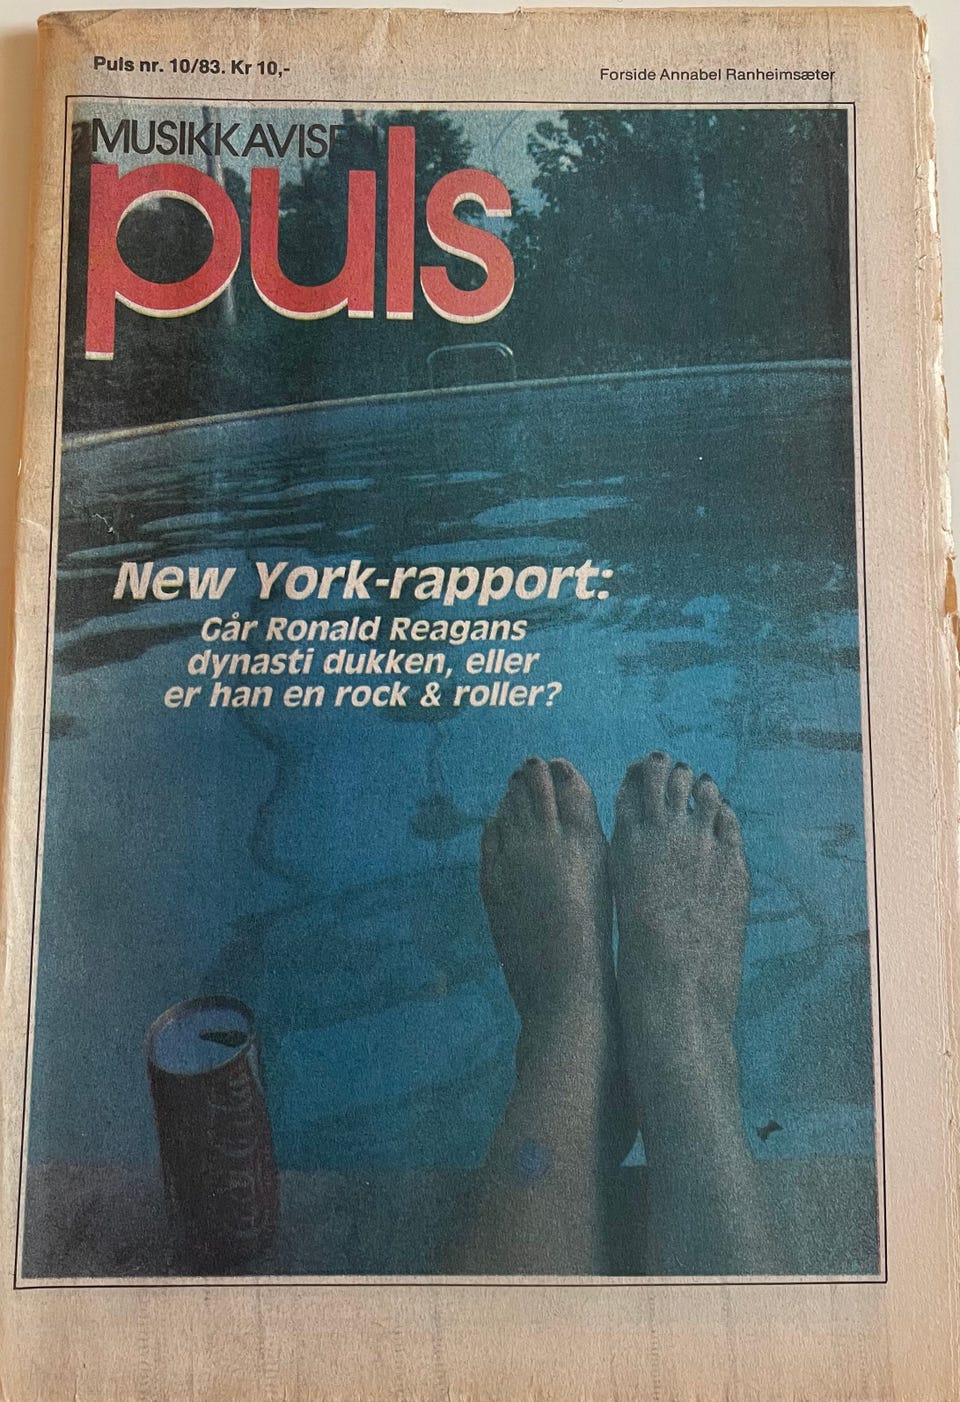 Puls nr. 10/83. Kr 10,-
Forside Annabel Ranheimsæter
MUSIKKAVISE
puls
New York-rapport:
Går Ronald Reagans
dynasti dukken, eller
er han en rock & roller?